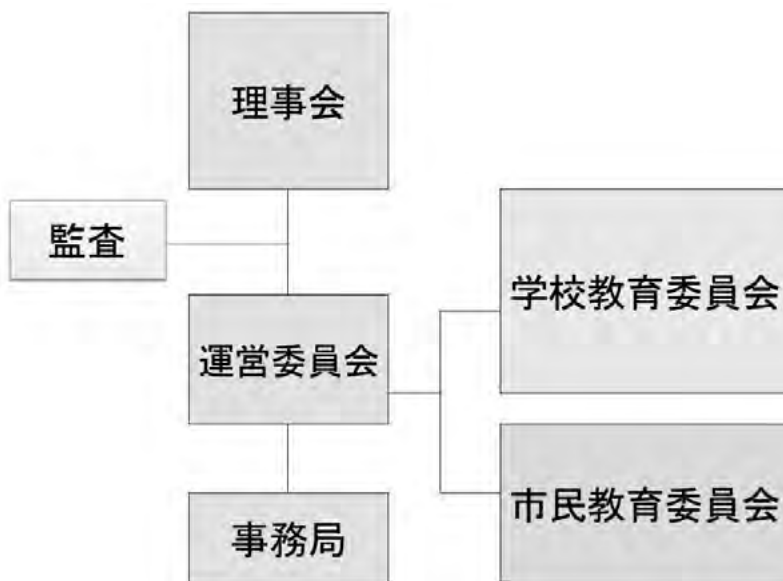 理事会
監査
学校教育委員会
運営委員会
市民教育委員会
事務局